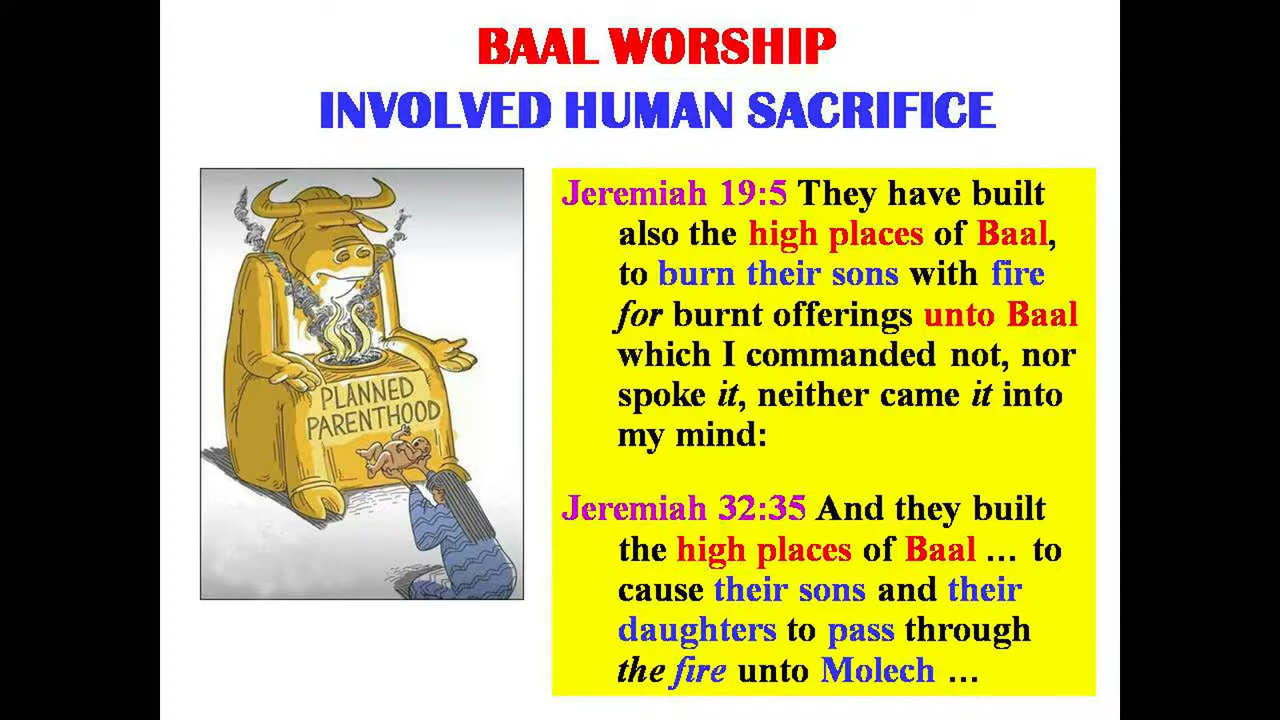 BAAL WORSHIP
INVOLVED HUMAN SACRIFICE
PLANNED
PARENTHOOD
Jeremiah 19:5 They have built
also the high places of Baal,
to burn their sons with fire
for burnt offerings unto Baal
which I commanded not, nor
spoke it, neither came it into
my mind:
Jeremiah 32:35 And they built
the high places of Baal … to
cause their sons and their
daughters to pass through
the fire unto Molech …